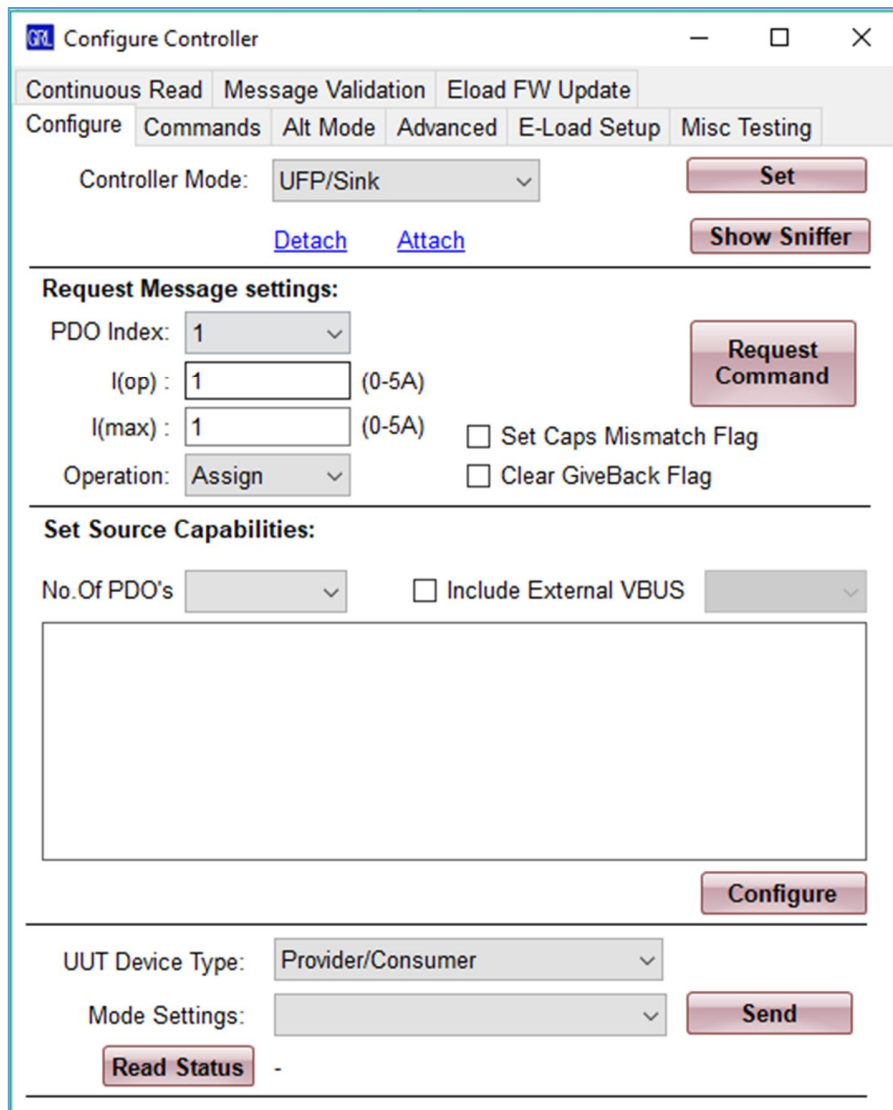 GRL Configure Controller
Continuous Read Message Validation Eload FW Update
Configure Commands Alt Mode Advanced E-Load Setup Misc Testing
Controller Mode: UFP/Sink Set
Detach Attach Show Sniffer
Request Message settings:
PDO Index: 1
Request
Command
I(op) : 1 (0-5A)
I(max) : 1 (0-5A) Set Caps Mismatch Flag
Operation: Assign Clear GiveBack Flag
Set Source Capabilities:
No.Of PDO's Include External VBUS
Configure
UUT Device Type: Provider/Consumer
Mode Settings: Send
Read Status -